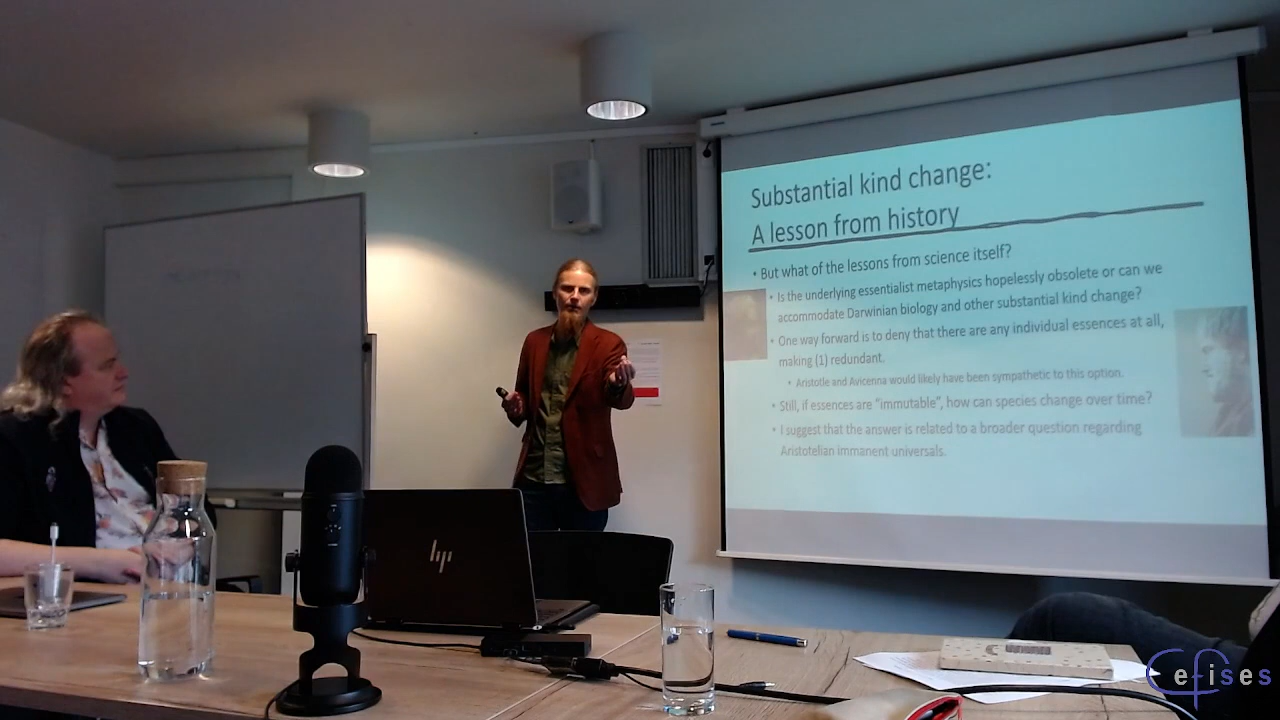 Substantial kind change:
A lesson from history
• But what of the lessons from science itself?
• Is the underlying essentialist metaphysics hopelessly obsolete or can we
accommodate Darwinian biology and other substantial kind change?
• One way forward is to deny that there are any individual essences at all,
making (1) redundant.
• Aristotle and Avicenna would likely have been sympathetic to this option.
• Still, if essences are "immutable", how can species change over time?
• I suggest that the answer is related to a broader question regarding
Aristotelian immanent universals.
hp
Cefises